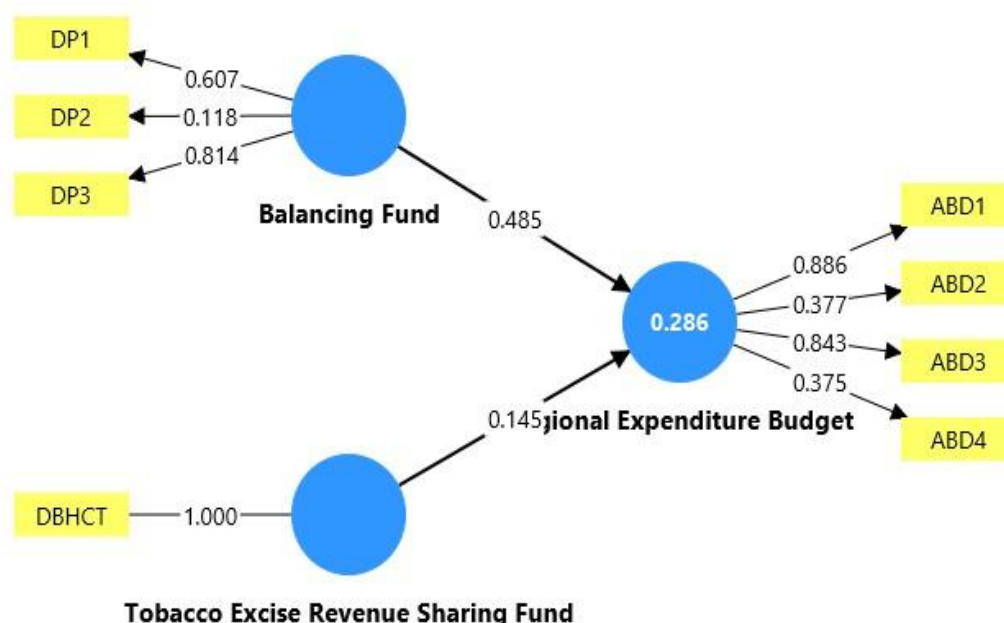 DP1
0.607
DP2
0.118
0.814
DP3
Balancing Fund
0.485
ABD1
0.886
ABD2
0.377
0.286
0.843
ABD3
0.375
0.145
Expenditure Budget
ABD4
DBHCT
1.000
Tobacco Excise Revenue Sharing Fund